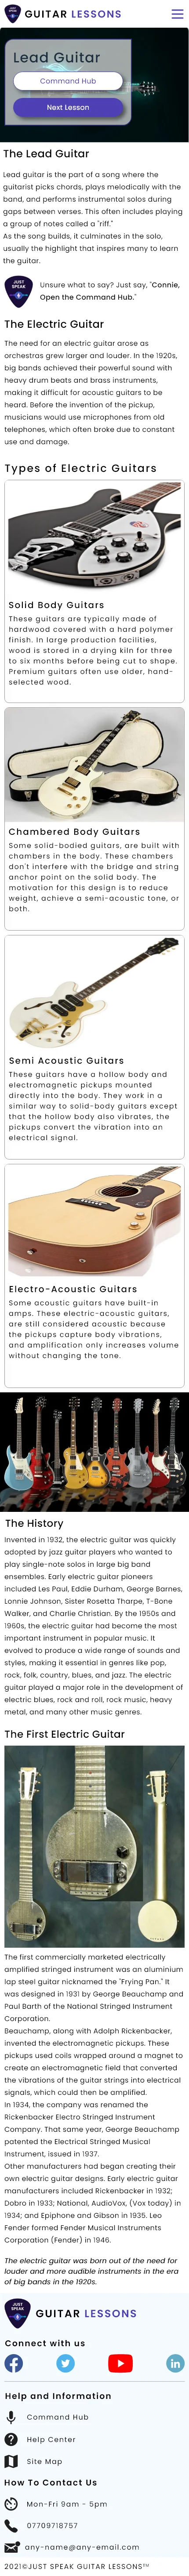 JUST SPEAK
GUITAR LESSONS
Lead Guitar
Command Hub
Next Lesson
The Lead Guitar
Lead guitar is the part of a song where the
guitarist picks chords, plays melodically with the
band, and performs instrumental solos during
gaps between verses. This often includes playing
a group of notes called a "riff."
As the song builds, it culminates in the solo,
usually the highlight that inspires many to learn
the guitar.
JUST SPEAK
Unsure what to say? Just say, "Connie,
Open the Command Hub."
The Electric Guitar
The need for an electric guitar arose as
orchestras grew larger and louder. In the 1920s,
big bands achieved their powerful sound with
heavy drum beats and brass instruments,
making it difficult for acoustic guitars to be
heard. Before the invention of the pickup,
musicians would use microphones from old
telephones, which often broke due to constant
use and damage.
Types of Electric Guitars
Solid Body Guitars
These guitars are typically made of
hardwood covered with a hard polymer
finish. In large production facilities,
wood is stored in a drying kiln for three
to six months before being cut to shape.
Premium guitars often use older, hand-
selected wood.
Chambered Body Guitars
Some solid-bodied guitars, are built with
chambers in the body. These chambers
don't interfere with the bridge and string
anchor point on the solid body. The
motivation for this design is to reduce
weight, achieve a semi-acoustic tone, or
both.
Semi Acoustic Guitars
These guitars have a hollow body and
electromagnetic pickups mounted
directly into the body. They work in a
similar way to solid-body guitars except
that the hollow body also vibrates, the
pickups convert the vibration into an
electrical signal.
Electro-Acoustic Guitars
Some acoustic guitars have built-in
amps. These electric-acoustic guitars,
are still considered acoustic because
the pickups capture body vibrations,
and amplification only increases volume
without changing the tone.
The History
Invented in 1932, the electric guitar was quickly
adopted by jazz guitar players who wanted to
play single-note solos in large big band
ensembles. Early electric guitar pioneers
included Les Paul, Eddie Durham, George Barnes,
Lonnie Johnson, Sister Rosetta Tharpe, T-Bone
Walker, and Charlie Christian. By the 1950s and
1960s, the electric guitar had become the most
important instrument in popular music. It
evolved to produce a wide range of sounds and
styles, making it essential in genres like pop,
rock, folk, country, blues, and jazz. The electric
guitar played a major role in the development of
electric blues, rock and roll, rock music, heavy
metal, and many other music genres.
The First Electric Guitar
The first commercially marketed electrically
amplified stringed instrument was an aluminium
lap steel guitar nicknamed the "Frying Pan." It
was designed in 1931 by George Beauchamp and
Paul Barth of the National Stringed Instrument
Corporation.
Beauchamp, along with Adolph Rickenbacker,
invented the electromagnetic pickups. These
pickups used coils wrapped around a magnet to
create an electromagnetic field that converted
the vibrations of the guitar strings into electrical
signals, which could then be amplified.
In 1934, the company was renamed the
Rickenbacker Electro Stringed Instrument
Company. That same year, George Beauchamp
patented the Electrical Stringed Musical
Instrument, issued in 1937.
Other manufacturers had began creating their
own electric guitar designs. Early electric guitar
manufacturers included Rickenbacker in 1932;
Dobro in 1933; National, AudioVox, (Vox today) in
1934; and Epiphone and Gibson in 1935. Leo
Fender formed Fender Musical Instruments
Corporation (Fender) in 1946.
The electric guitar was born out of the need for
louder and more audible instruments in the era
of big bands in the 1920s.
JUST SPEAK
GUITAR LESSONS
Connect with us
Help and Information
Command Hub
Help Center
Site Map
How To Contact Us
Mon-Fri 9am - 5pm
07709718757
any-name@any-email.com
2021©JUST SPEAK GUITAR LESSONS™